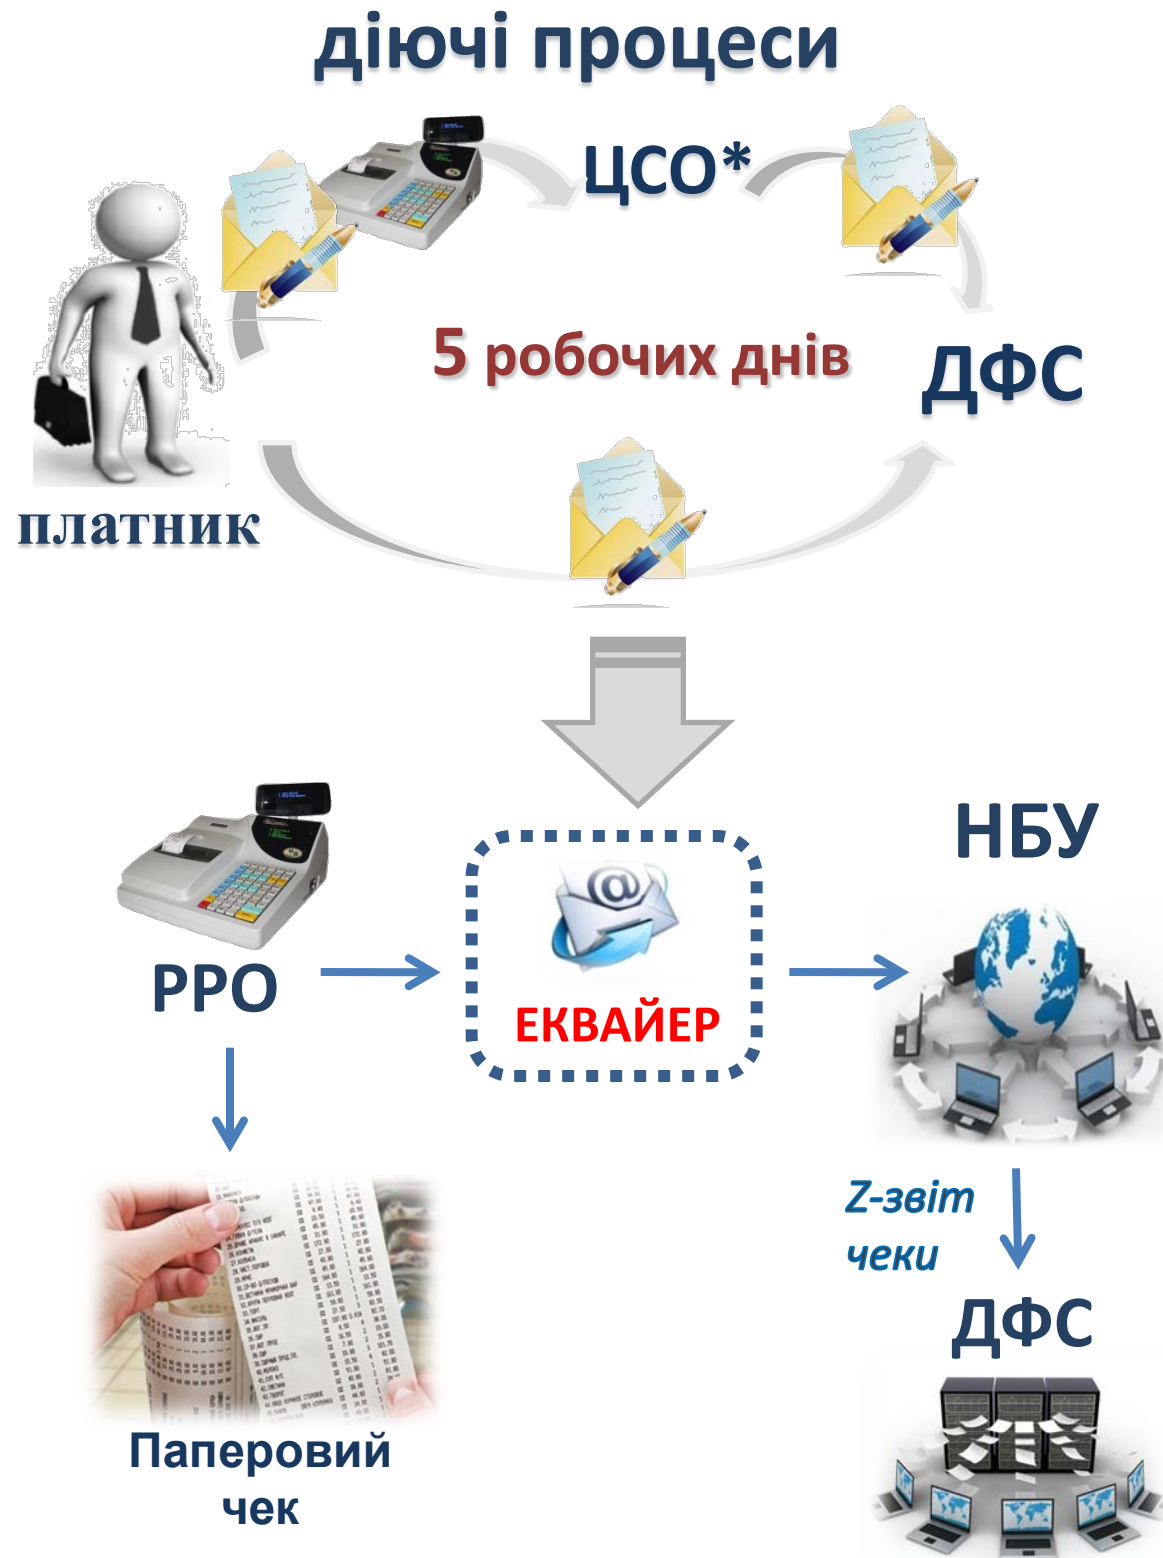 діючі процеси
ЦСО*
5 робочих днів
ДФС
платник
НБУ
РРО
ЕКВАЙЕР
Z-звіт
чеки
ДФС
Паперовий
чек